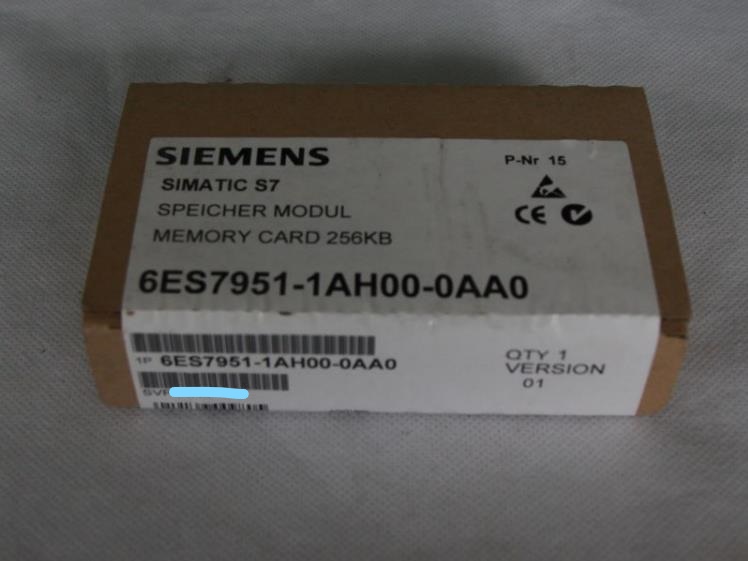 SIEMENS
P-Nr 15
SIMATIC S7
SPEICHER MODUL
CE
MEMORY CARD 256KB
6ES7951-1AH00-0AA0
1P 6ES7951-1AH00-0AA0
QTY 1
VERSION
01